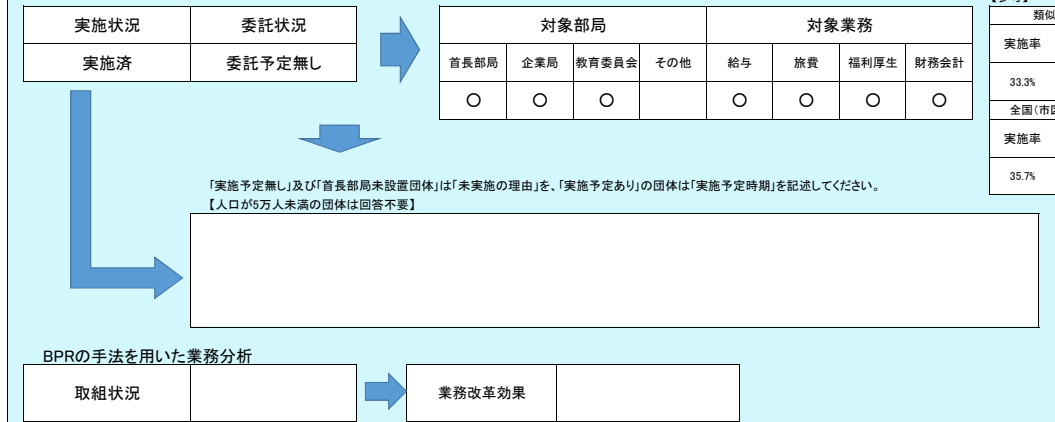 実施状況 委託状況 対象部局 対象業務 類似
実施済 委託予定無し 首長部局 企業局 教育委員会 その他 給与 旅費 福利厚生 財務会計 実施率
○ ○ ○ ○ ○ ○ ○ 33.3%
全国(市区
実施率
35.7%
「実施予定無し」及び「首長部局未設置団体」は「未実施の理由」を、「実施予定あり」の団体は「実施予定時期」を記述してください。
【人口が5万人未満の団体は回答不要】
BPRの手法を用いた業務分析
取組状況 業務改革効果